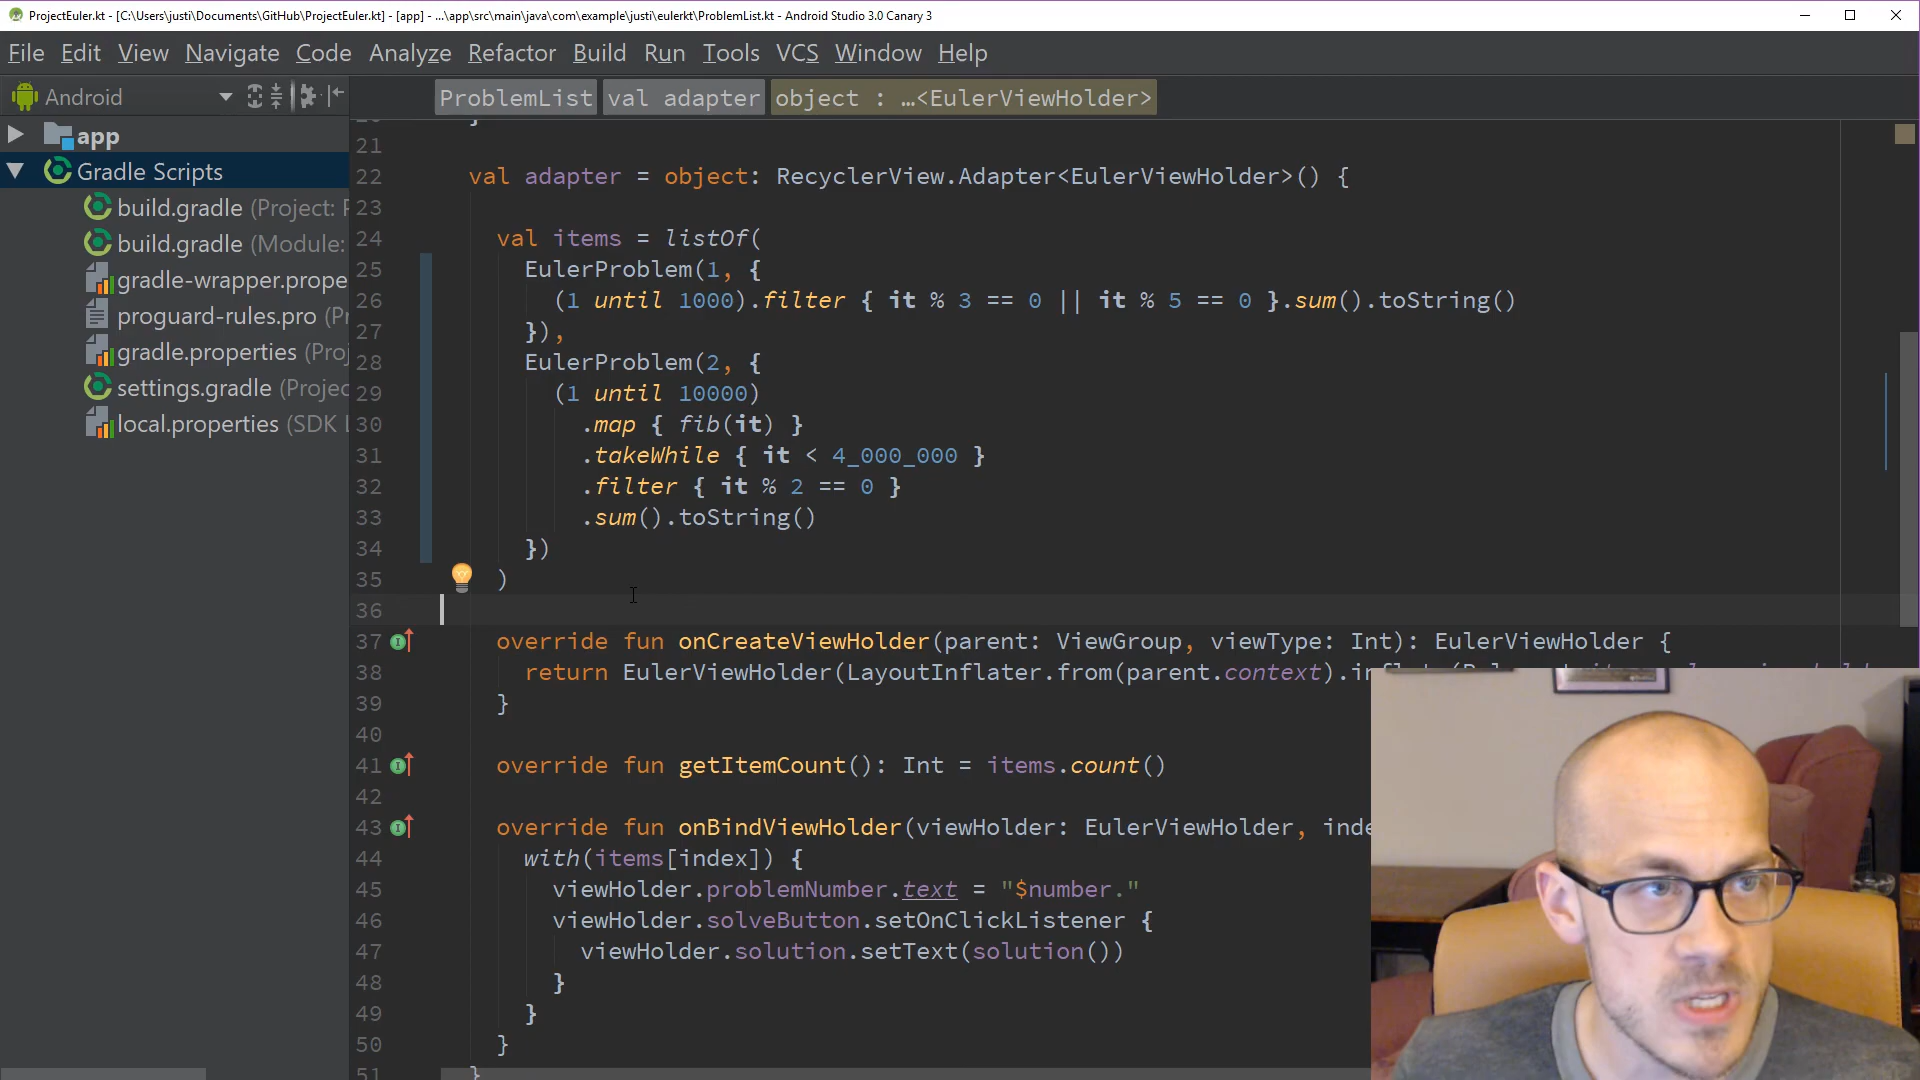 ProjectEuler.kt - [C:\Users\justi\Documents\GitHub\ProjectEuler.kt] - [app] - ...\app\src\main\java\com\example\justi\eulerkt\ProblemList.kt - Android Studio 3.0 Canary 3
File Edit View Navigate Code Analyze Refactor Build Run Tools VCS Window Help
Android
ProblemList val adapter object : …<EulerViewHolder>
app
Gradle Scripts
build.gradle (Project: P
build.gradle (Module:
gradle-wrapper.prope
proguard-rules.pro (Pr
gradle.properties (Proj
settings.gradle (Projec
local.properties (SDK L
21
22 val adapter = object: RecyclerView.Adapter<EulerViewHolder>() {
23
24 val items = listOf(
25 EulerProblem(1, {
26 (1 until 1000).filter { it % 3 == 0 || it % 5 == 0 }.sum().toString()
27 }),
28 EulerProblem(2, {
29 (1 until 10000)
30 .map { fib(it) }
31 .takeWhile { it < 4_000_000 }
32 .filter { it % 2 == 0 }
33 .sum().toString()
34 })
35 )
36
37 override fun onCreateViewHolder(parent: ViewGroup, viewType: Int): EulerViewHolder {
38 return EulerViewHolder(LayoutInflater.from(parent.context).in
39 }
40
41 override fun getItemCount(): Int = items.count()
42
43 override fun onBindViewHolder(viewHolder: EulerViewHolder, inde
44 with(items[index]) {
45 viewHolder.problemNumber.text = "$number."
46 viewHolder.solveButton.setOnClickListener {
47 viewHolder.solution.setText(solution())
48 }
49 }
50 }
51 }